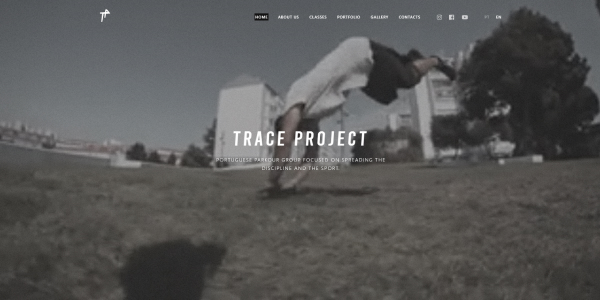 HOME ABOUT US CLASSES PORTFOLIO GALLERY CONTACTS PT EN
TRACE PROJECT
PORTUGUESE PARKOUR GROUP FOCUSED ON SPREADING THE
DISCIPLINE AND THE SPORT.